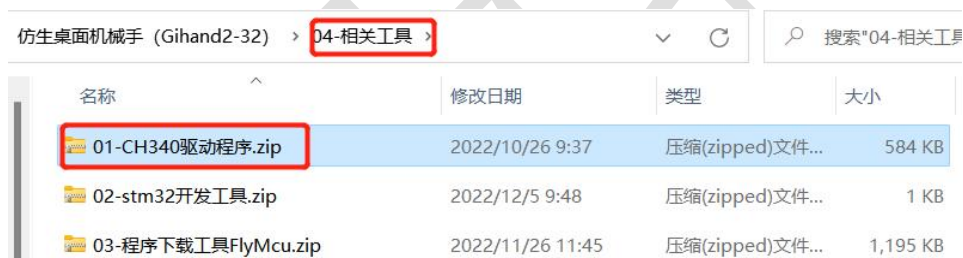 仿生桌面机械手 (Gihand2-32) > 04-相关工具 > 搜索"04-相关工具
名称 修改日期 类型 大小
01-CH340驱动程序.zip 2022/10/26 9:37 压缩(zipped)文件... 584 KB
02-stm32开发工具.zip 2022/12/5 9:48 压缩(zipped)文件... 1 KB
03-程序下载工具FlyMcu.zip 2022/11/26 11:45 压缩(zipped)文件... 1,195 KB